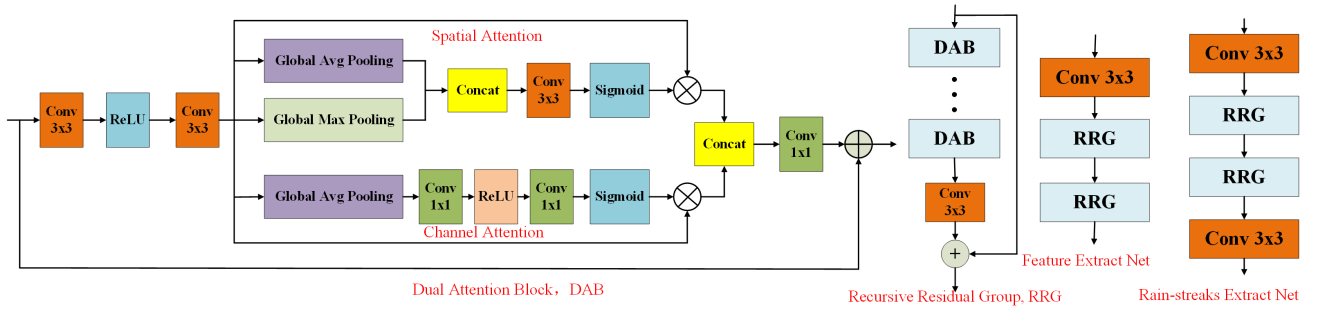 Spatial Attention
Global Avg Pooling
Global Max Pooling
Concat
Conv
3x3
Sigmoid
Conv
3x3
ReLU
Conv
3x3
Concat
Conv
1x1
Global Avg Pooling
Conv
1x1
ReLU
Conv
1x1
Sigmoid
Channel Attention
Dual Attention Block，DAB
DAB
DAB
Conv
3x3
+
Recursive Residual Group, RRG
Conv 3x3
RRG
RRG
Feature Extract Net
Conv 3x3
RRG
RRG
Conv 3x3
Rain-streaks Extract Net